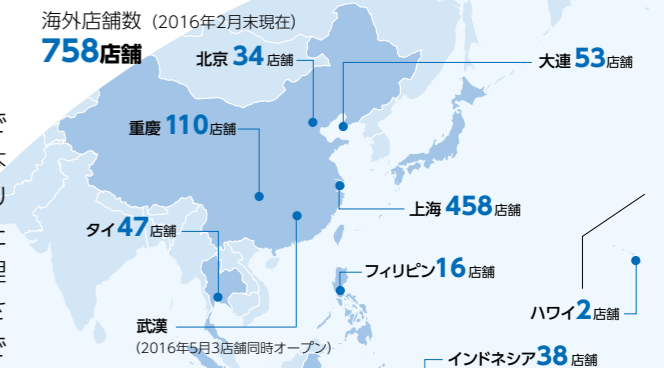 海外店舗数（2016年2月末現在）
758店舗
北京 34店舗
大連 53店舗
重慶 110店舗
上海 458店舗
タイ47店舗
フィリピン16店舗
ハワイ2店舗
武漢
（2016年5月3店舗同時オープン）
インドネシア38店舗